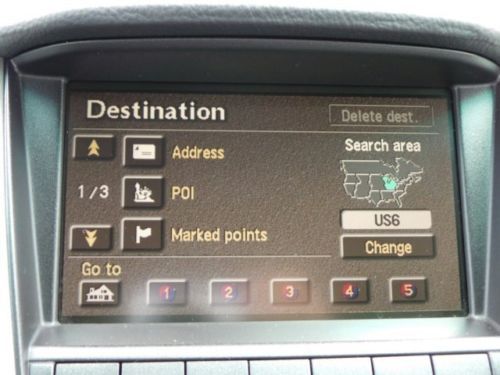 Destination
Delete dest.
Address
Search area
1/3
POI
US6
Marked points
Change
Go to
1 2 3 4 5